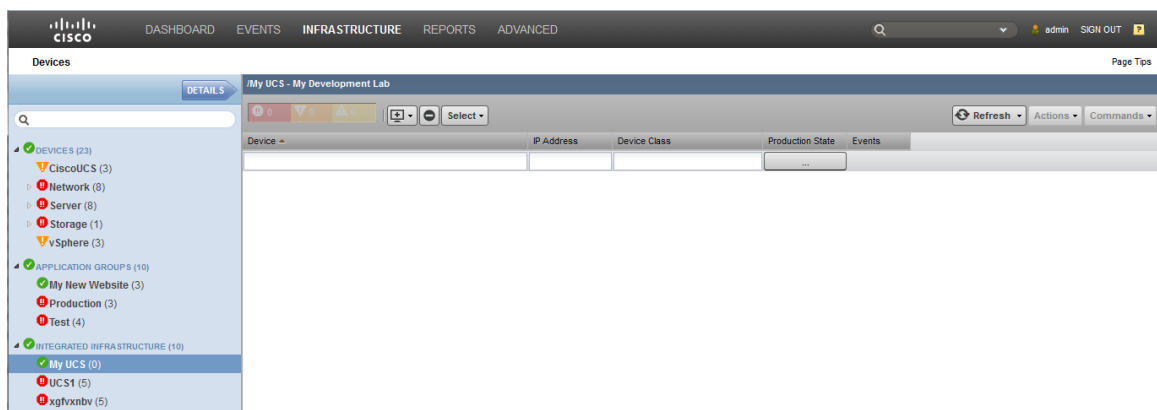 CISCO
DASHBOARD EVENTS INFRASTRUCTURE REPORTS ADVANCED admin SIGN OUT ?
Devices Page Tips
DETAILS
/My UCS - My Development Lab
0 Select Refresh Actions Commands
Device IP Address Device Class Production State Events
...
DEVICES (23)
CiscoUCS (3)
Network (8)
Server (8)
Storage (1)
vSphere (3)
APPLICATION GROUPS (10)
My New Website (3)
Production (3)
Test (4)
INTEGRATED INFRASTRUCTURE (10)
My UCS (0)
UCS1 (5)
xgfvxnbv (5)